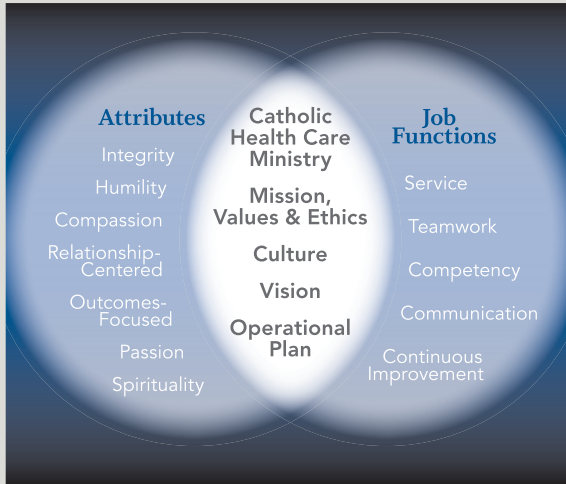 Attributes
Integrity
Humility
Compassion
Relationship-
Centered
Outcomes-
Focused
Passion
Spirituality
Catholic
Health Care
Ministry
Mission,
Values & Ethics
Culture
Vision
Operational
Plan
Job
Functions
Service
Teamwork
Competency
Communication
Continuous
Improvement